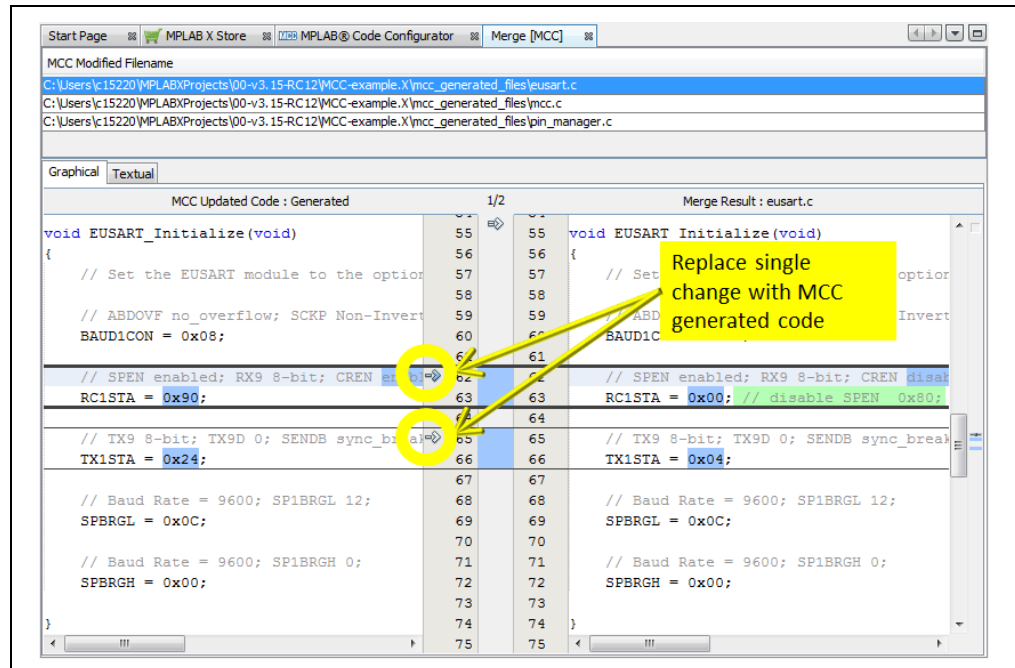 Start Page MPLAB X Store MPLAB® Code Configurator Merge [MCC]
MCC Modified Filename
C:\Users\c15220\MPLABXProjects\00-v3.15-RC12\MCC-example.X\mcc_generated_files\eusart.c
C:\Users\c15220\MPLABXProjects\00-v3.15-RC12\MCC-example.X\mcc_generated_files\mcc.c
C:\Users\c15220\MPLABXProjects\00-v3.15-RC12\MCC-example.X\mcc_generated_files\pin_manager.c
Graphical Textual
MCC Updated Code : Generated 1/2 Merge Result : eusart.c
void EUSART_Initialize(void) 55 55 void EUSART_Initialize(void)
{ 56 56 {
// Set the EUSART module to the option 57 57 // Set option
58 58
// ABDOVF no_overflow; SCKP Non-Invert 59 59 // ABD Invert
BAUD1CON = 0x08; 60 60 BAUD1CON
61 61
// SPEN enabled; RX9 8-bit; CREN 62 62 // SPEN enabled; RX9 8-bit; CREN disab
RC1STA = 0x90; 63 63 RC1STA = 0x00; // disable SPEN 0x80;
64 64
// TX9 8-bit; TX9D 0; SENDB sync_break 65 65 // TX9 8-bit; TX9D 0; SENDB sync_break
TX1STA = 0x24; 66 66 TX1STA = 0x04;
67 67
// Baud Rate = 9600; SP1BRGL 12; 68 68 // Baud Rate = 9600; SP1BRGL 12;
SPBRGL = 0x0C; 69 69 SPBRGL = 0x0C;
70 70
// Baud Rate = 9600; SP1BRGH 0; 71 71 // Baud Rate = 9600; SP1BRGH 0;
SPBRGH = 0x00; 72 72 SPBRGH = 0x00;
73 73
} 74 74 }
75 75
Replace single
change with MCC
generated code